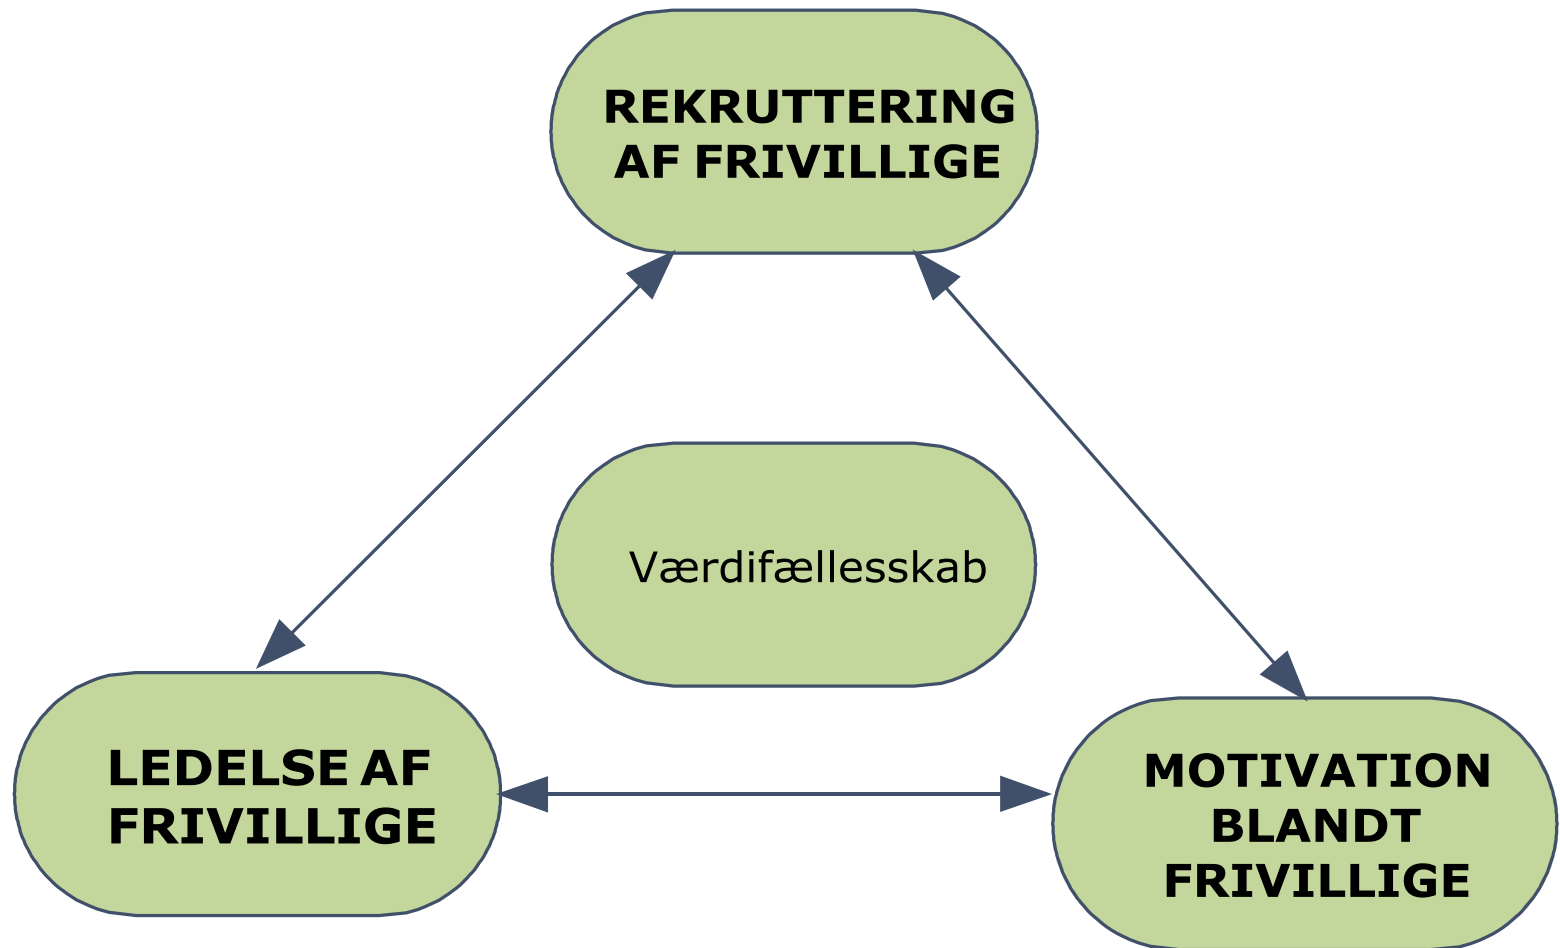 REKRUTTERING
AF FRIVILLIGE
Værdifællesskab
LEDELSE AF
FRIVILLIGE
MOTIVATION
BLANDT
FRIVILLIGE